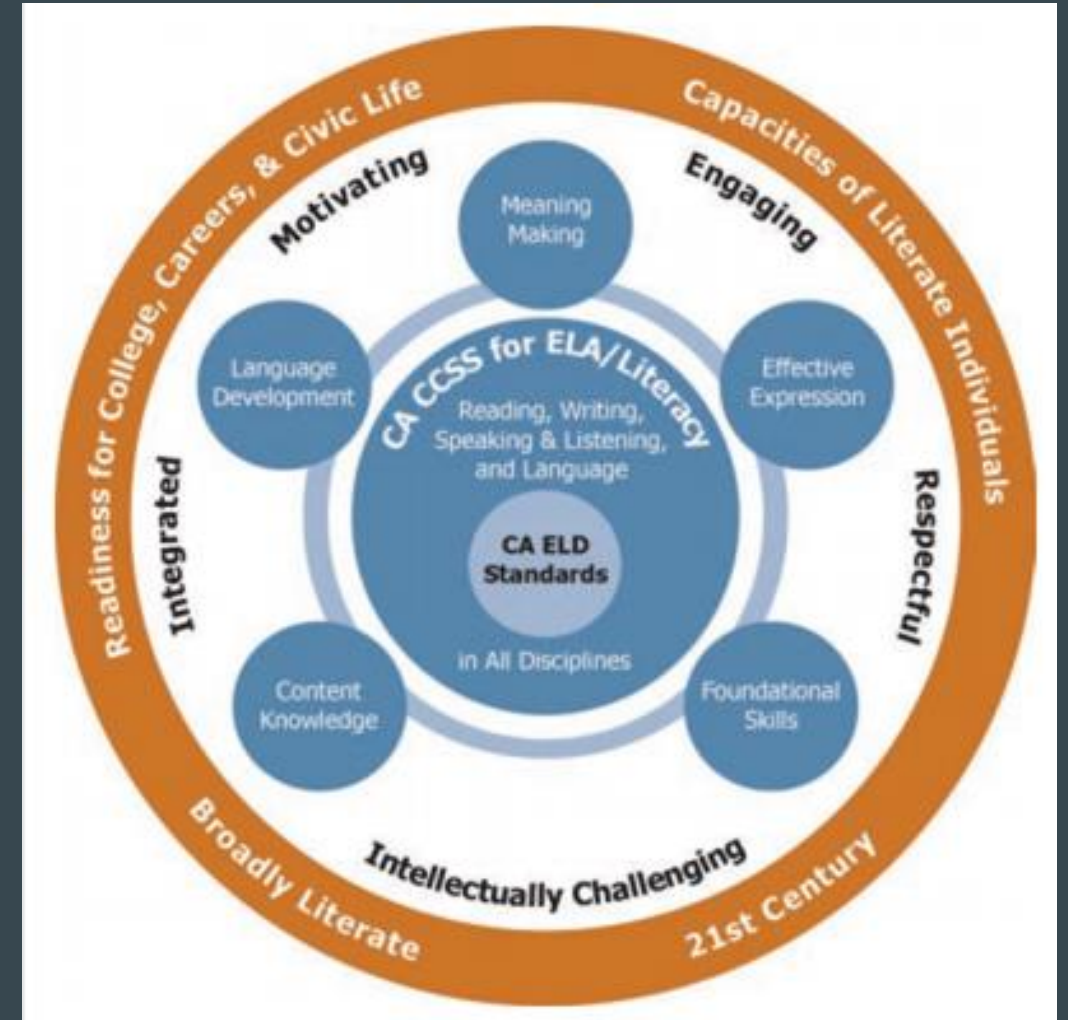 Readiness for College, Careers, & Civic Life
Capacities of Literate Individuals
Motivating
Engaging
Meaning
Making
Language
Development
Effective
Expression
CA CCSS for ELA/Literacy
Reading, Writing,
Speaking & Listening,
and Language
CA ELD
Standards
in All Disciplines
Integrated
Respectful
Content
Knowledge
Foundational
Skills
Intellectually Challenging
Broadly Literate
21st Century